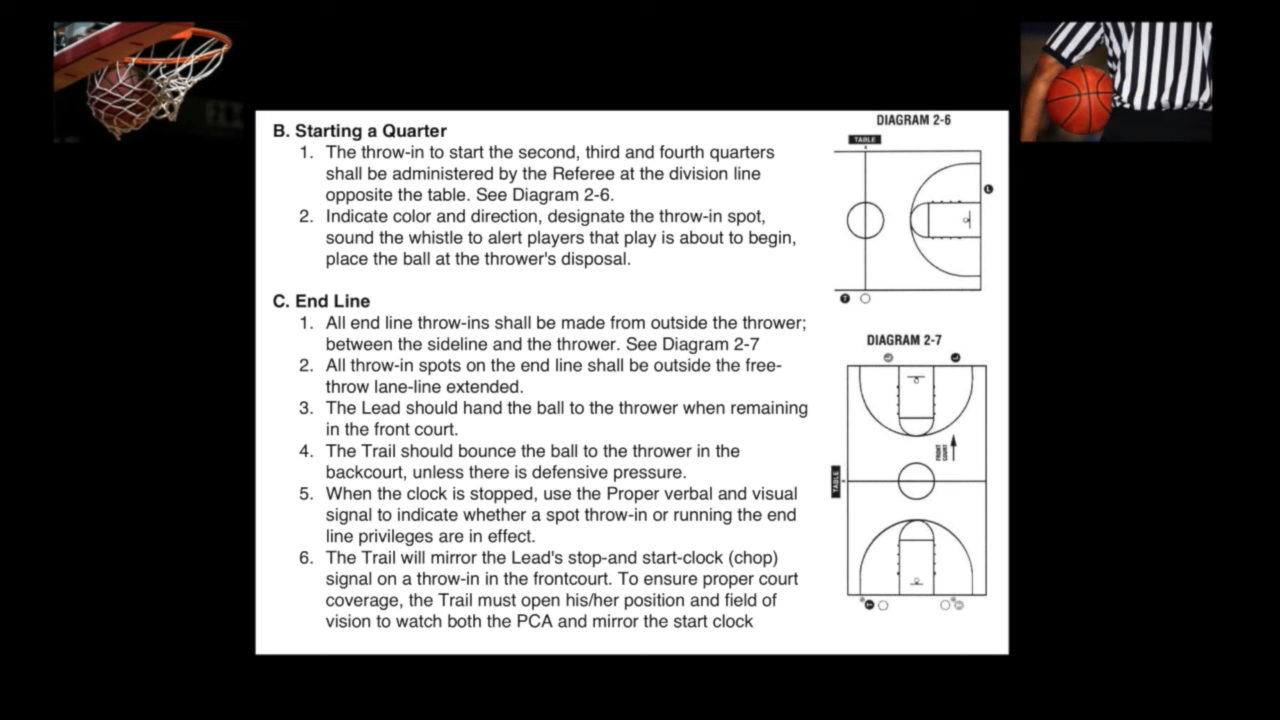 B. Starting a Quarter
1. The throw-in to start the second, third and fourth quarters
shall be administered by the Referee at the division line
opposite the table. See Diagram 2-6.
2. Indicate color and direction, designate the throw-in spot,
sound the whistle to alert players that play is about to begin,
place the ball at the thrower's disposal.
C. End Line
1. All end line throw-ins shall be made from outside the thrower;
between the sideline and the thrower. See Diagram 2-7
2. All throw-in spots on the end line shall be outside the free-
throw lane-line extended.
3. The Lead should hand the ball to the thrower when remaining
in the front court.
4. The Trail should bounce the ball to the thrower in the
backcourt, unless there is defensive pressure.
5. When the clock is stopped, use the Proper verbal and visual
signal to indicate whether a spot throw-in or running the end
line privileges are in effect.
6. The Trail will mirror the Lead's stop-and start-clock (chop)
signal on a throw-in in the frontcourt. To ensure proper court
coverage, the Trail must open his/her position and field of
vision to watch both the PCA and mirror the start clock
DIAGRAM 2-6
TABLE
L
T
DIAGRAM 2-7
L
FRONT
COURT
TABLE